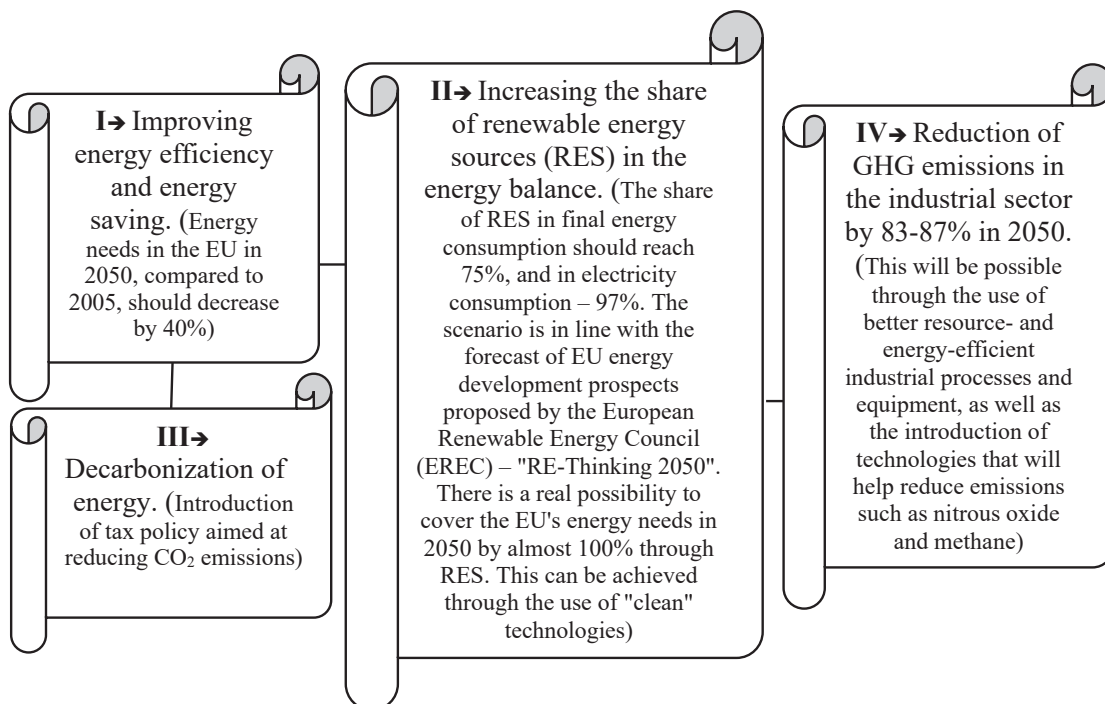 I➔ Improving
energy efficiency
and energy
saving. (Energy
needs in the EU in
2050, compared to
2005, should decrease
by 40%)
II➔ Increasing the share
of renewable energy
sources (RES) in the
energy balance. (The share
of RES in final energy
consumption should reach
75%, and in electricity
consumption – 97%. The
scenario is in line with the
forecast of EU energy
development prospects
proposed by the European
Renewable Energy Council
(EREC) – "RE-Thinking 2050".
There is a real possibility to
cover the EU's energy needs in
2050 by almost 100% through
RES. This can be achieved
through the use of "clean"
technologies)
III➔
Decarbonization of
energy. (Introduction
of tax policy aimed at
reducing CO₂ emissions)
IV➔ Reduction of
GHG emissions in
the industrial sector
by 83-87% in 2050.
(This will be possible
through the use of
better resource- and
energy-efficient
industrial processes and
equipment, as well as
the introduction of
technologies that will
help reduce emissions
such as nitrous oxide
and methane)